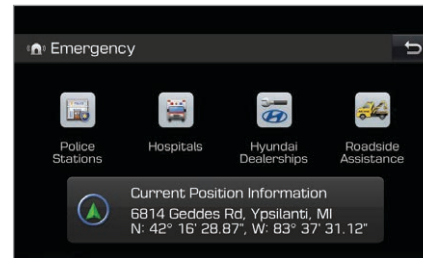 Emergency
Police
Stations
Hospitals
Hyundai
Dealerships
Roadside
Assistance
Current Position Information
6814 Geddes Rd, Ypsilanti, MI
N: 42° 16' 28.87", W: 83° 37' 31.12"